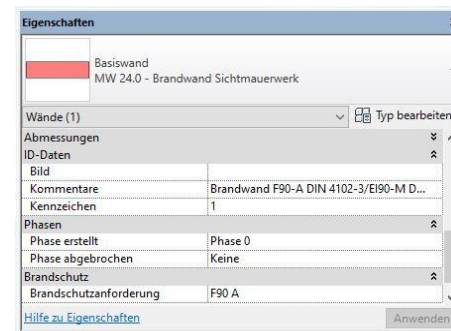 Eigenschaften
Basiswand
MW 24.0 - Brandwand Sichtmauerwerk
Wände (1) Typ bearbeiten
Abmessungen
ID-Daten
Bild
Kommentare Brandwand F90-A DIN 4102-3/EI90-M D...
Kennzeichen 1
Phasen
Phase erstellt Phase 0
Phase abgebrochen Keine
Brandschutz
Brandschutzanforderung F90 A
Hilfe zu Eigenschaften Anwenden